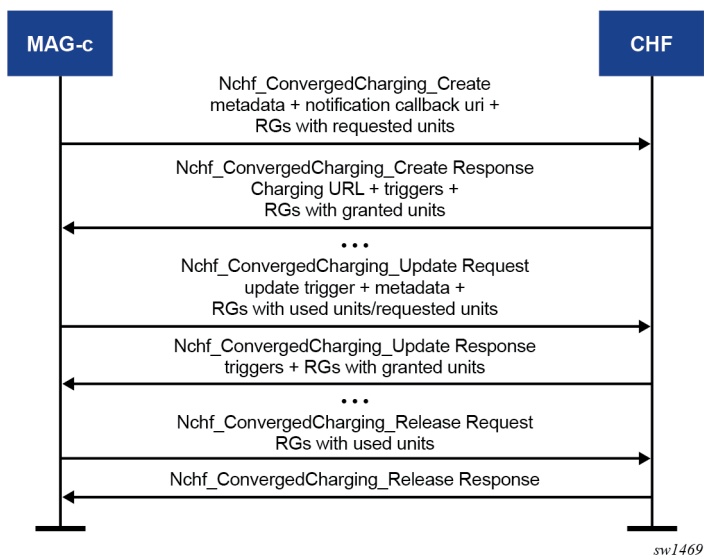 MAG-c
CHF
Nchf_ConvergedCharging_Create
metadata + notification callback uri +
RGs with requested units
Nchf_ConvergedCharging_Create Response
Charging URL + triggers +
RGs with granted units
...
Nchf_ConvergedCharging_Update Request
update trigger + metadata +
RGs with used units/requested units
Nchf_ConvergedCharging_Update Response
triggers + RGs with granted units
...
Nchf_ConvergedCharging_Release Request
RGs with used units
Nchf_ConvergedCharging_Release Response
sw1469